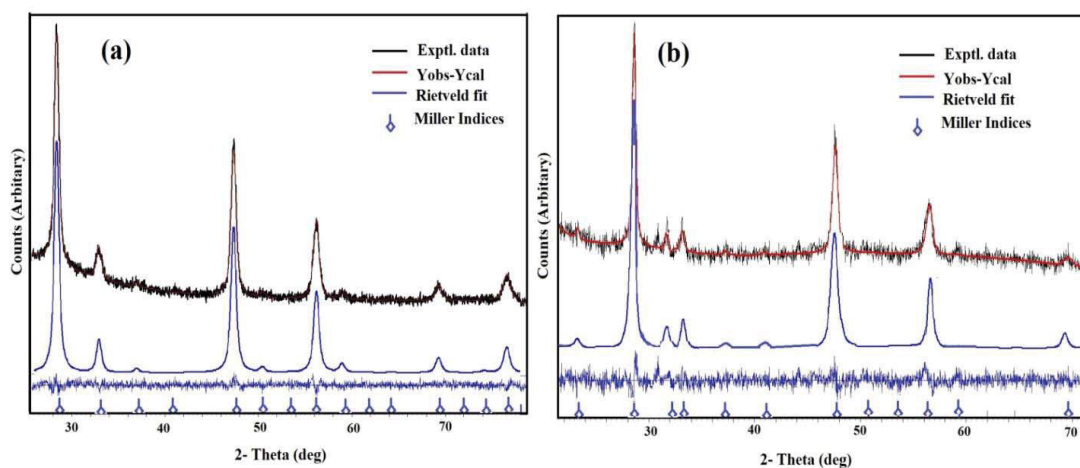 (a)
Exptl. data
Yobs-Ycal
Rietveld fit
Miller Indices
Counts (Arbitary)
30 40 50 60 70
2- Theta (deg)
(b)
Exptl. data
Yobs-Ycal
Rietveld fit
Miller Indices
Counts (Arbitary)
30 40 50 60 70
2- Theta (deg)